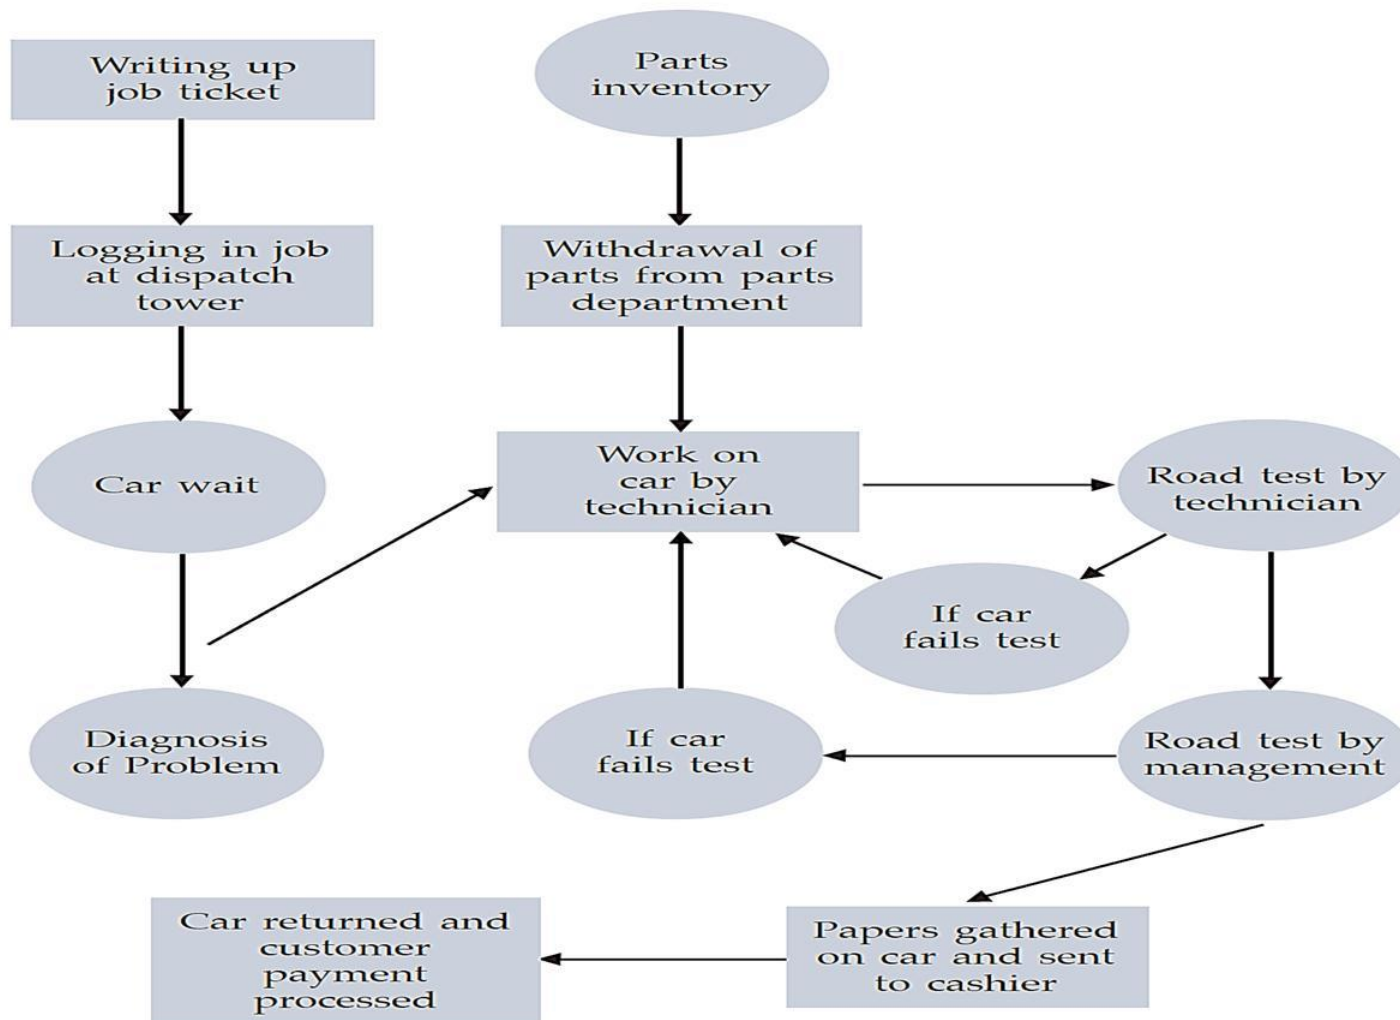 Writing up
job ticket
Parts
inventory
Logging in job
at dispatch
tower
Withdrawal of
parts from parts
department
Car wait
Work on
car by
technician
Road test by
technician
If car
fails test
Diagnosis
of Problem
If car
fails test
Road test by
management
Car returned and
customer
payment
processed
Papers gathered
on car and sent
to cashier